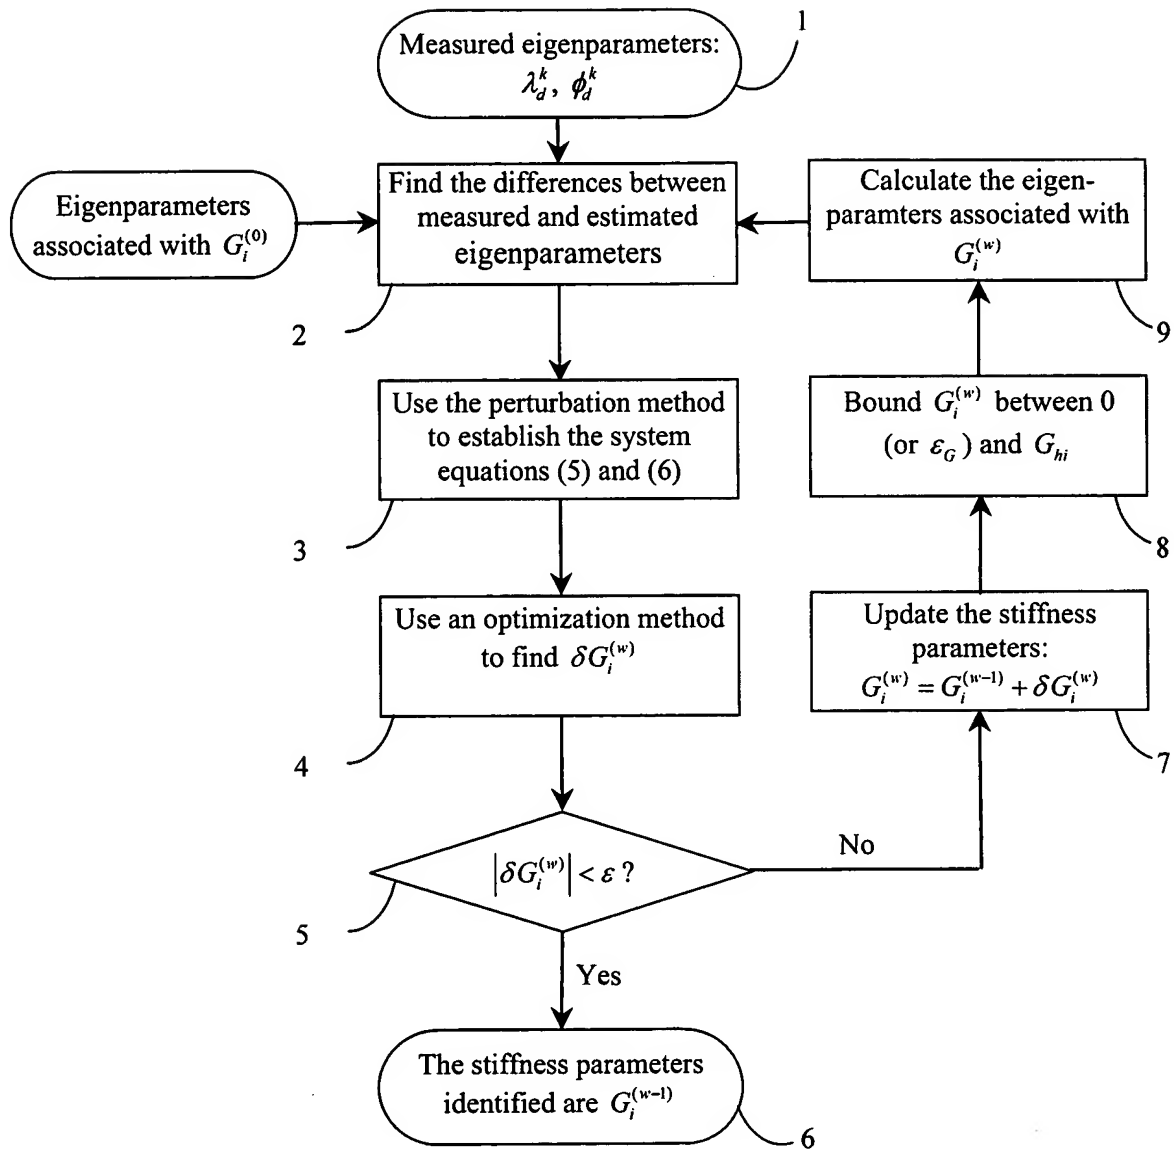 1
Measured eigenparameters:
λ_d^k, ϕ_d^k
Eigenparameters
associated with G_i^(0)
Find the differences between
measured and estimated
eigenparameters
2
Use the perturbation method
to establish the system
equations (5) and (6)
3
Use an optimization method
to find δG_i^(w)
4
|δG_i^(w)| < ε ?
5
No
Yes
The stiffness parameters
identified are G_i^(w-1)
6
Update the stiffness
parameters:
G_i^(w) = G_i^(w-1) + δG_i^(w)
7
Bound G_i^(w) between 0
(or ε_G) and G_hi
8
Calculate the eigen-
paramters associated with
G_i^(w)
9